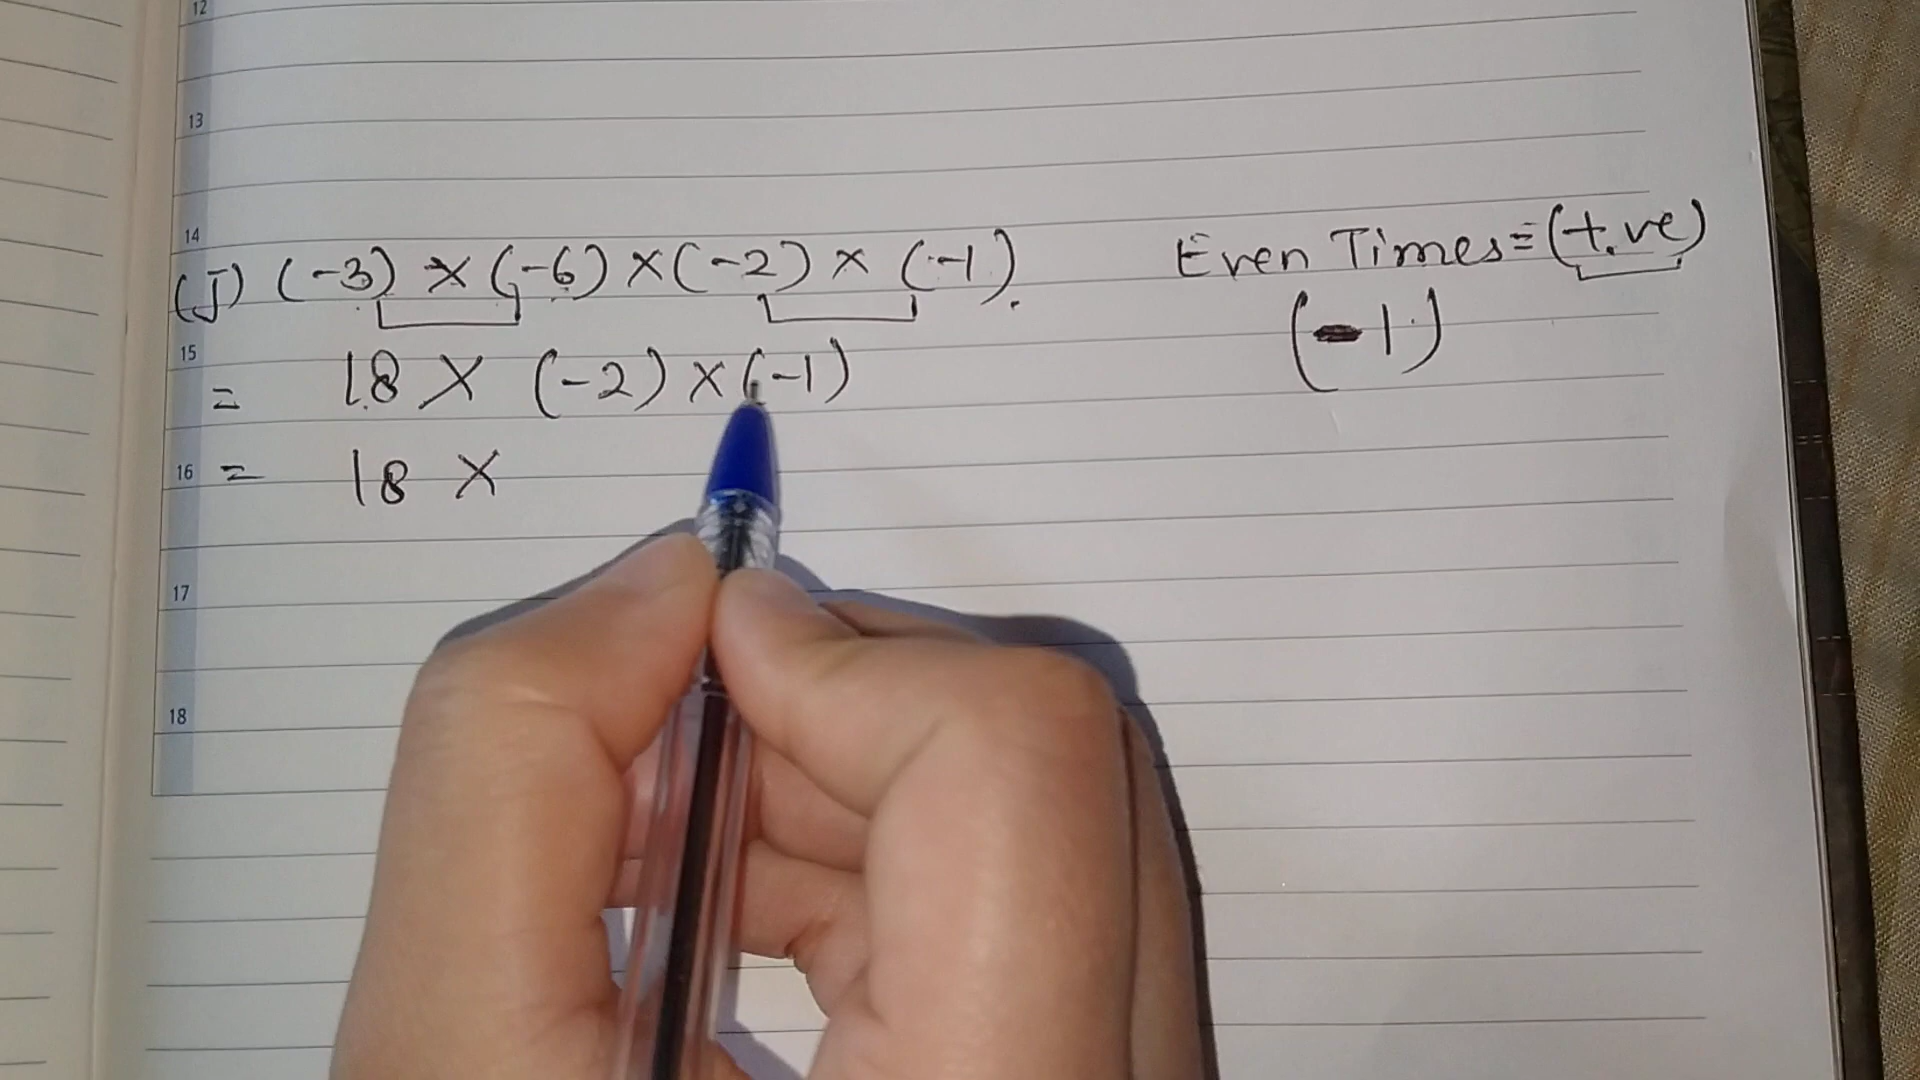 12
13
14
(J) (-3) × (-6) × (-2) × (-1).
Even Times = (+.ve)
(-1)
15
= 18 × (-2) × (-1)
16
= 18 ×
17
18